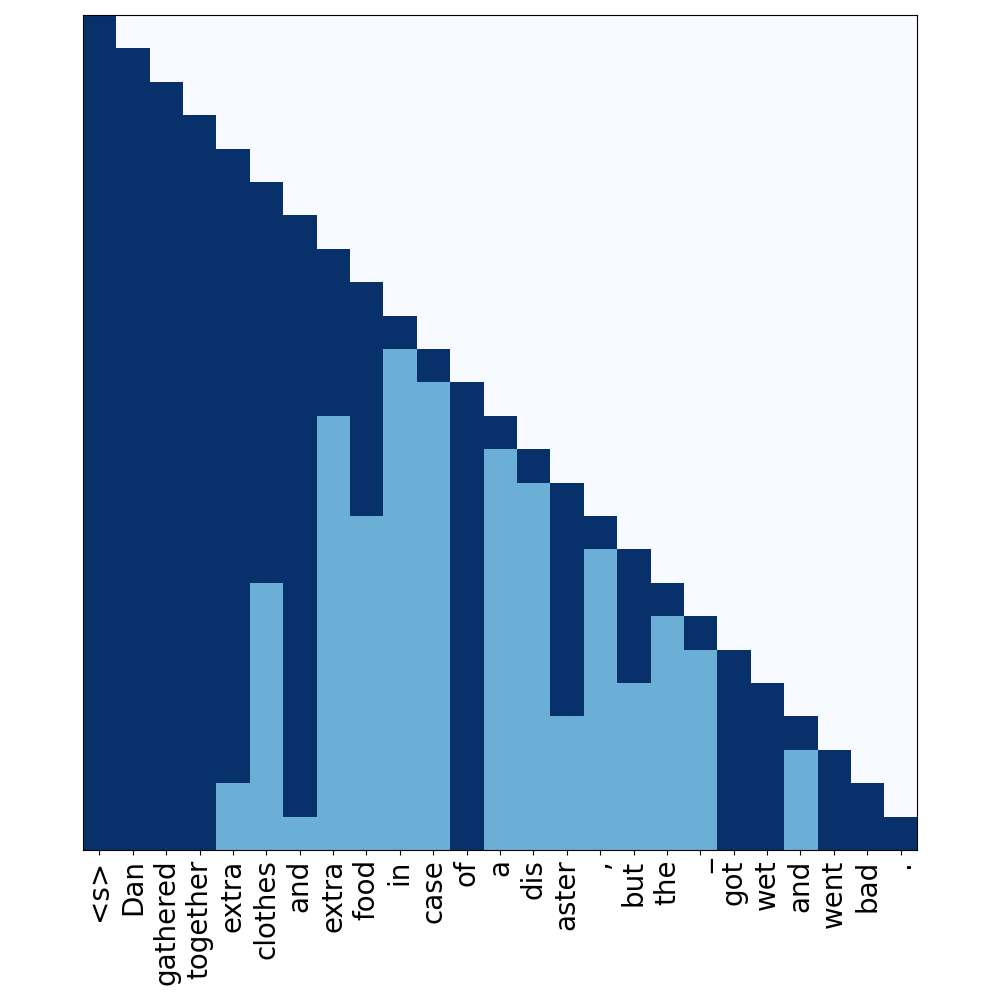 <s>
Dan
gathered
together
extra
clothes
and
extra
food
in
case
of
a
dis
aster
,
but
the
_
got
wet
and
went
bad
.